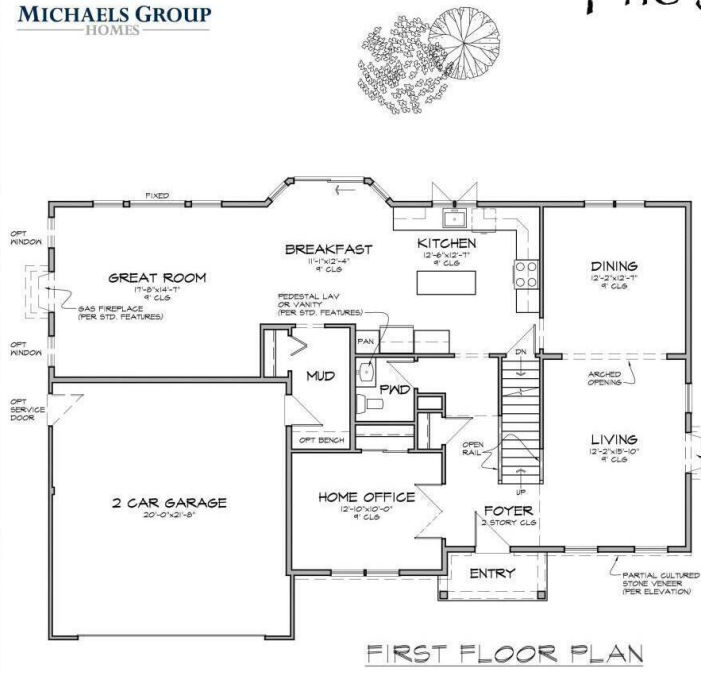 MICHAELS GROUP
HOMES
FIXED
OPT
WINDOW
GREAT ROOM
17'-8"x14'-7"
9' CLG
GAS FIREPLACE
(PER STD. FEATURES)
BREAKFAST
11'-1"x12'-4"
9' CLG
KITCHEN
12'-6"x12'-7"
9' CLG
DINING
12'-2"x12'-7"
9' CLG
PEDESTAL LAV
OR VANITY
(PER STD. FEATURES)
OPT
WINDOW
PAN
DN
MUD
PWD
ARCHED
OPENING
OPT
SERVICE
DOOR
OPT BENCH
OPEN
RAIL
LIVING
12'-2"x15'-10"
9' CLG
2 CAR GARAGE
20'-0"x21'-8"
HOME OFFICE
12'-10"x10'-0"
9' CLG
UP
FOYER
2 STORY CLG
ENTRY
PARTIAL CULTURED
STONE VENEER
(PER ELEVATION)
FIRST FLOOR PLAN